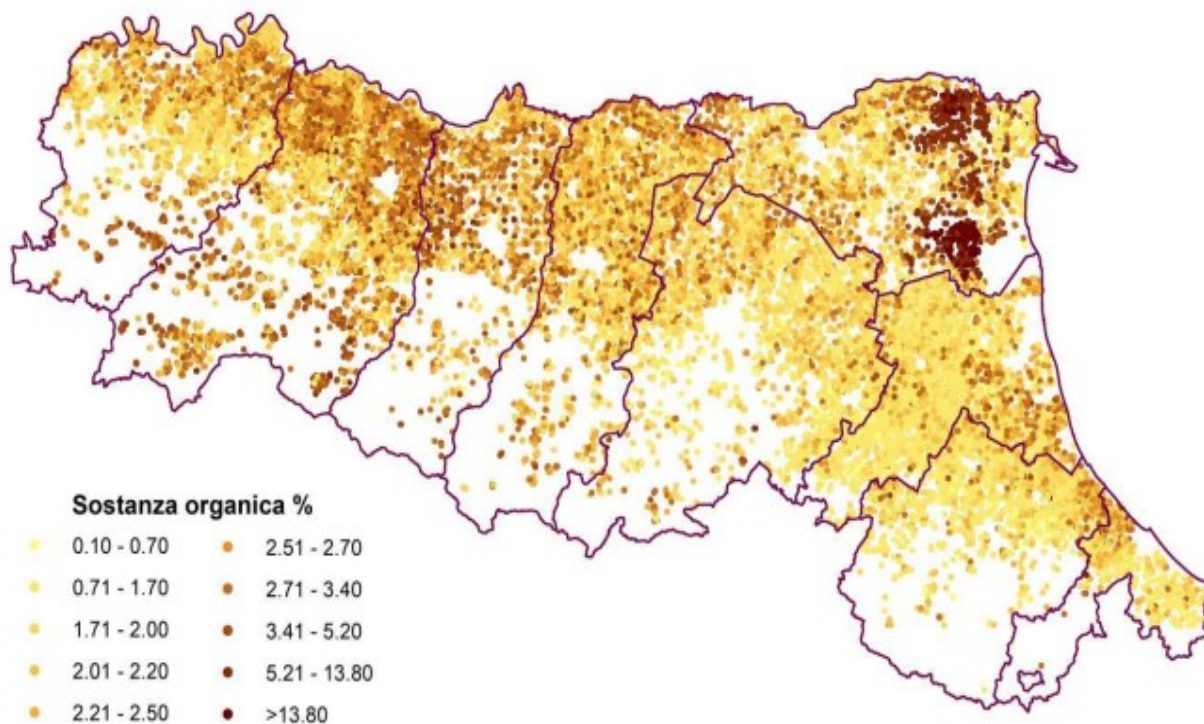 Sostanza organica %
0.10 - 0.70
0.71 - 1.70
1.71 - 2.00
2.01 - 2.20
2.21 - 2.50
2.51 - 2.70
2.71 - 3.40
3.41 - 5.20
5.21 - 13.80
>13.80